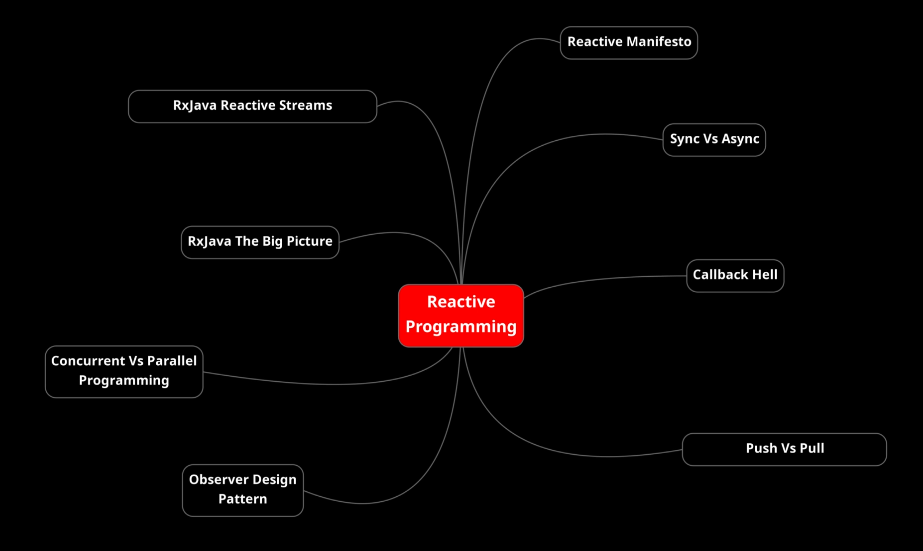 Reactive Manifesto
RxJava Reactive Streams
Sync Vs Async
RxJava The Big Picture
Callback Hell
Reactive
Programming
Concurrent Vs Parallel
Programming
Push Vs Pull
Observer Design
Pattern